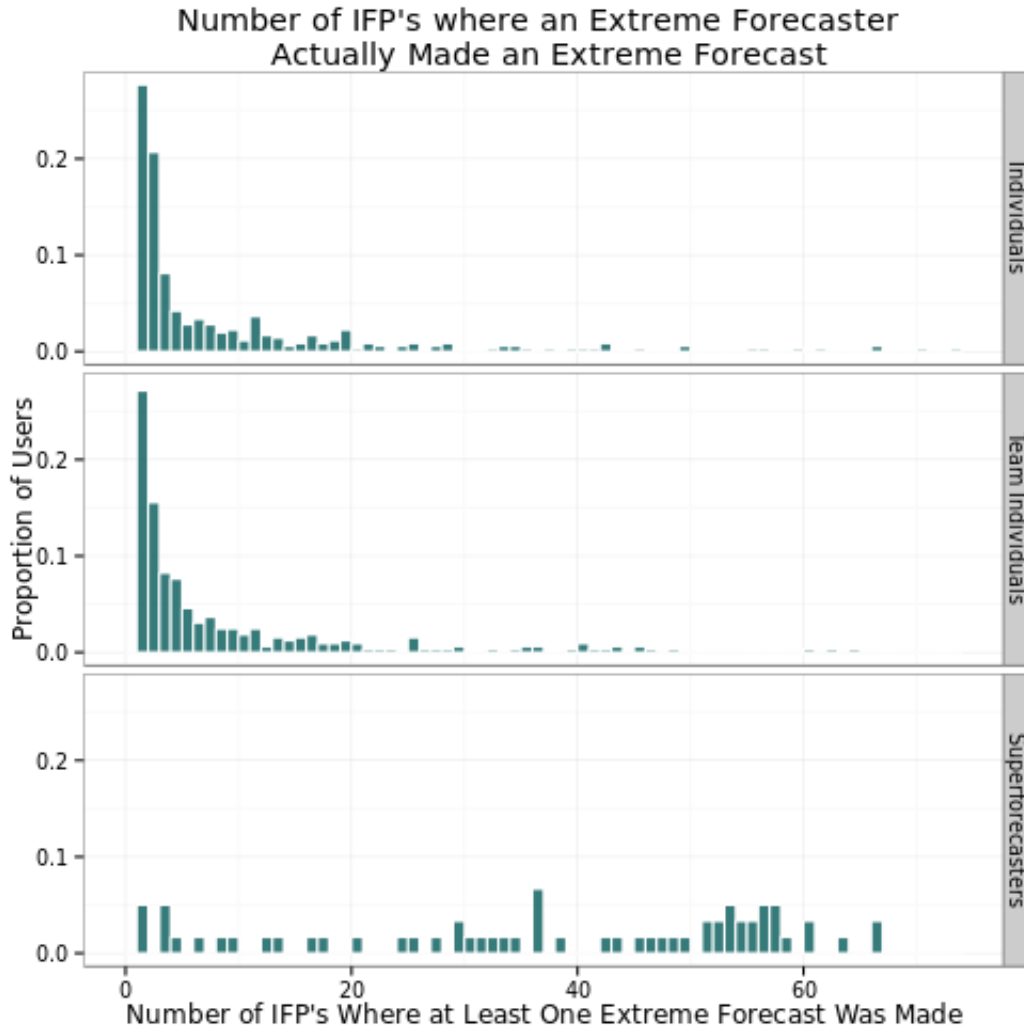 Number of IFP's where an Extreme Forecaster
Actually Made an Extreme Forecast
Proportion of Users
0.2
0.1
0.0
Individuals
0.2
0.1
0.0
Team Individuals
0.2
0.1
0.0
Superforecasters
0
20
40
60
Number of IFP's Where at Least One Extreme Forecast Was Made